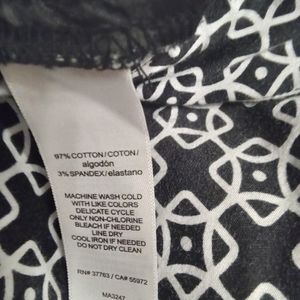 97% COTTON/COTON/
algodón
3% SPANDEX/elastano
MACHINE WASH COLD
WITH LIKE COLORS
DELICATE CYCLE
ONLY NON-CHLORINE
BLEACH IF NEEDED
LINE DRY
COOL IRON IF NEEDED
DO NOT DRY CLEAN
RN# 37763 / CA# 55972
MA3247